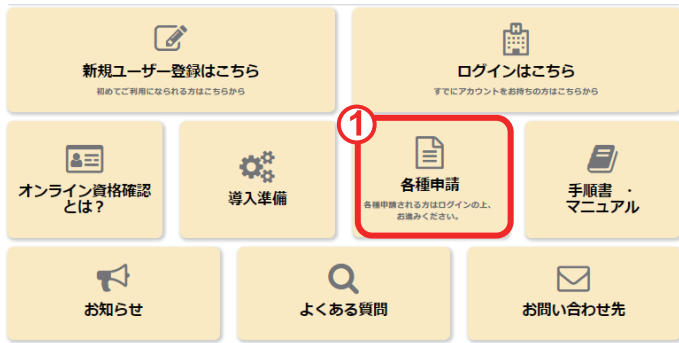 新規ユーザー登録はこちら
初めてご利用になられる方はこちらから
ログインはこちら
すでにアカウントをお持ちの方はこちらから
オンライン資格確認
とは？
導入準備
①
各種申請
各種申請される方はログインの上、
お進みください。
手順書 ・
マニュアル
お知らせ
よくある質問
お問い合わせ先